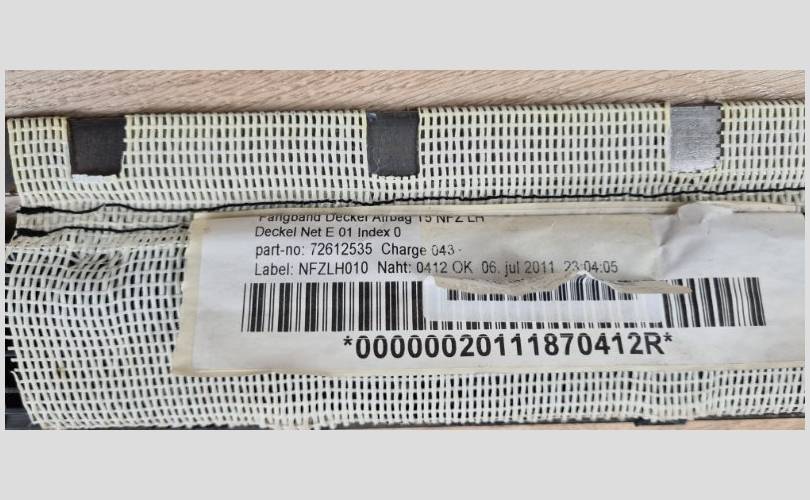 Fangband Deckel Airbag T5 NFZ LH
Deckel Net E 01 Index 0
part-no: 72612535 Charge 043
Label: NFZLH010 Naht: 0412 OK 06. jul 2011 23:04:05
*00000020111870412R*